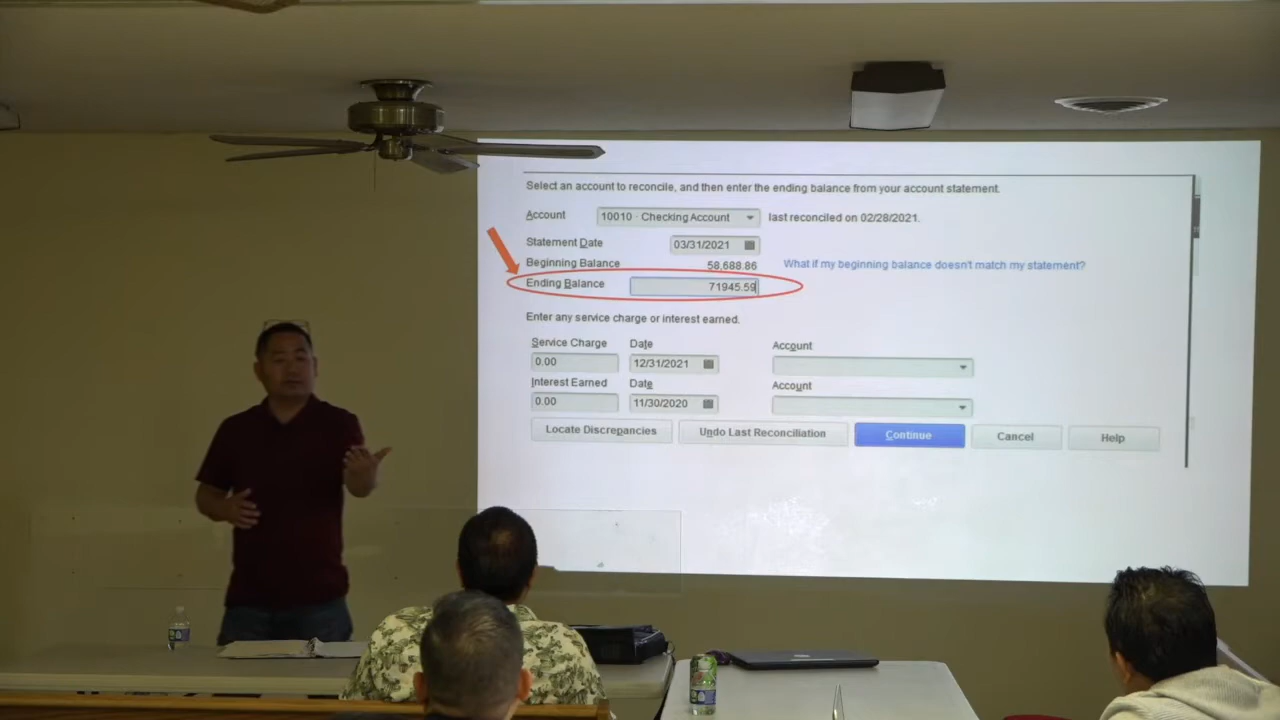 Select an account to reconcile, and then enter the ending balance from your account statement.
Account 10010 · Checking Account last reconciled on 02/28/2021.
Statement Date 03/31/2021
Beginning Balance 58,688.86 What if my beginning balance doesn't match my statement?
Ending Balance 71945.59
Enter any service charge or interest earned.
Service Charge Date Account
0.00 12/31/2021
Interest Earned Date Account
0.00 11/30/2020
Locate Discrepancies Undo Last Reconciliation Continue Cancel Help